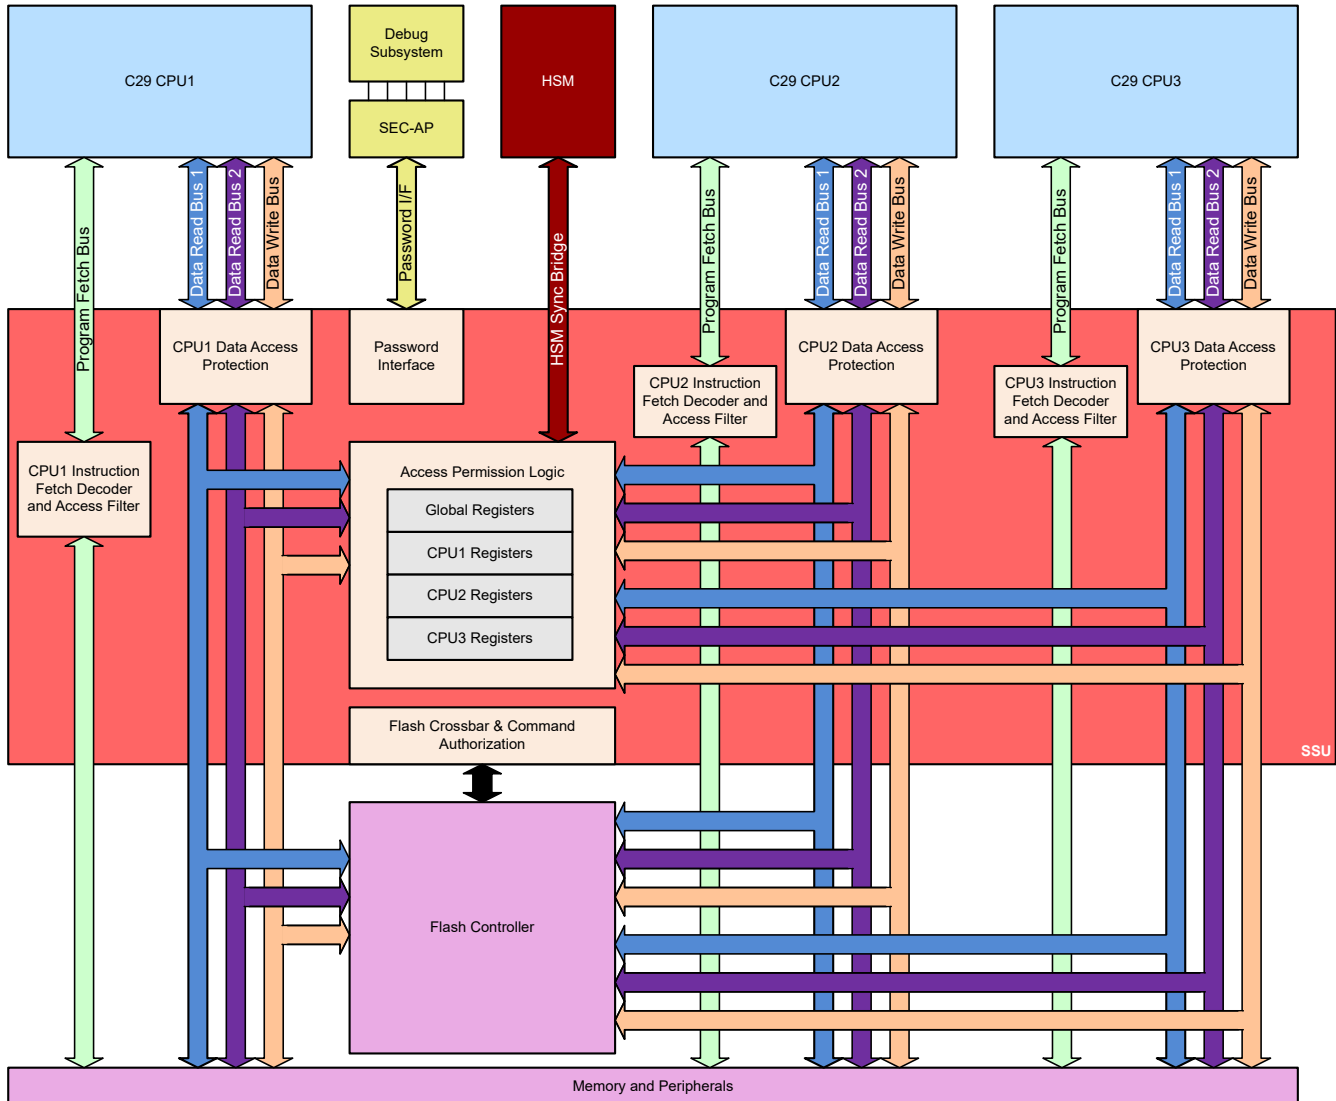 C29 CPU1
Debug
Subsystem
SEC-AP
HSM
C29 CPU2
C29 CPU3
Program Fetch Bus
Data Read Bus 1
Data Read Bus 2
Data Write Bus
Password I/F
HSM Sync Bridge
Program Fetch Bus
Data Read Bus 1
Data Read Bus 2
Data Write Bus
Program Fetch Bus
Data Read Bus 1
Data Read Bus 2
Data Write Bus
CPU1 Data Access
Protection
Password
Interface
CPU2 Data Access
Protection
CPU3 Data Access
Protection
CPU2 Instruction
Fetch Decoder and
Access Filter
CPU3 Instruction
Fetch Decoder
and Access Filter
CPU1 Instruction
Fetch Decoder
and Access Filter
Access Permission Logic
Global Registers
CPU1 Registers
CPU2 Registers
CPU3 Registers
Flash Crossbar & Command
Authorization
SSU
Flash Controller
Memory and Peripherals